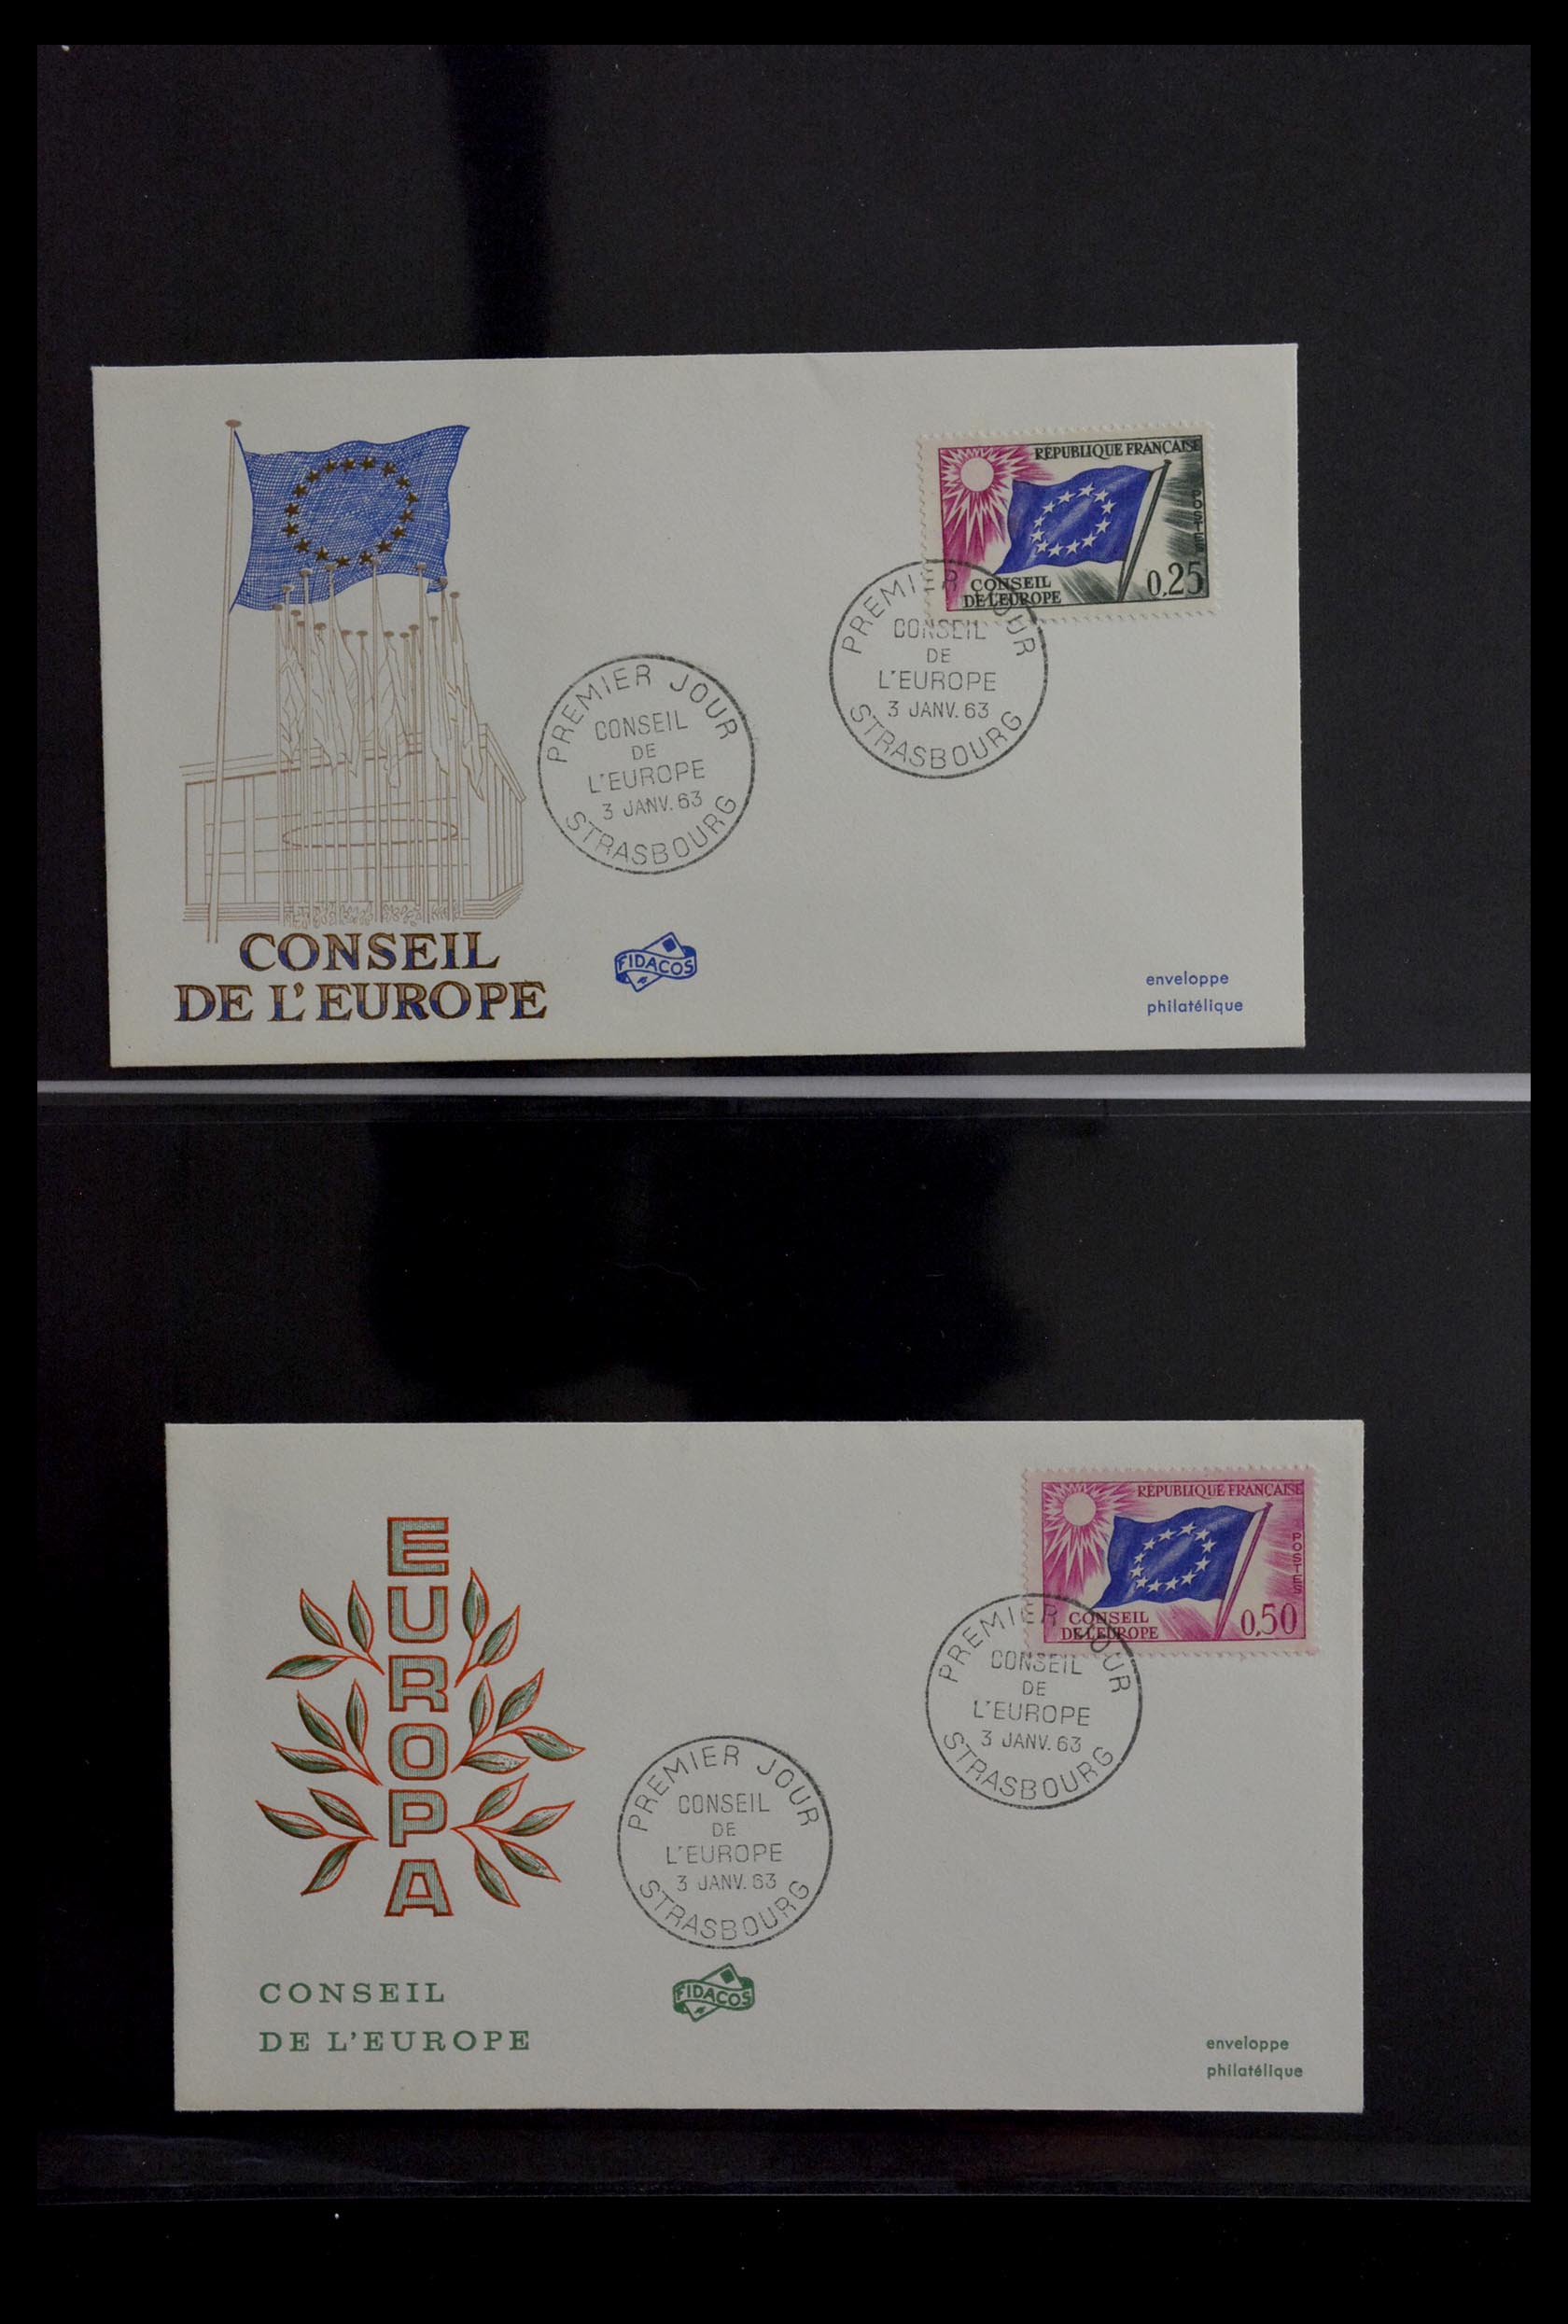 RÉPUBLIQUE FRANÇAISE
POSTES
CONSEIL
DE L'EUROPE
0,25
PREMIER JOUR
CONSEIL
DE
L'EUROPE
3 JANV. 63
STRASBOURG
PREMIER JOUR
CONSEIL
DE
L'EUROPE
3 JANV. 63
STRASBOURG
CONSEIL
DE L'EUROPE
FIDACOS
enveloppe
philatélique
RÉPUBLIQUE FRANÇAISE
POSTES
CONSEIL
DE L'EUROPE
0,50
EUROPA
PREMIER JOUR
CONSEIL
DE
L'EUROPE
3 JANV. 63
STRASBOURG
PREMIER JOUR
CONSEIL
DE
L'EUROPE
3 JANV. 63
STRASBOURG
CONSEIL
DE L'EUROPE
FIDACOS
enveloppe
philatélique